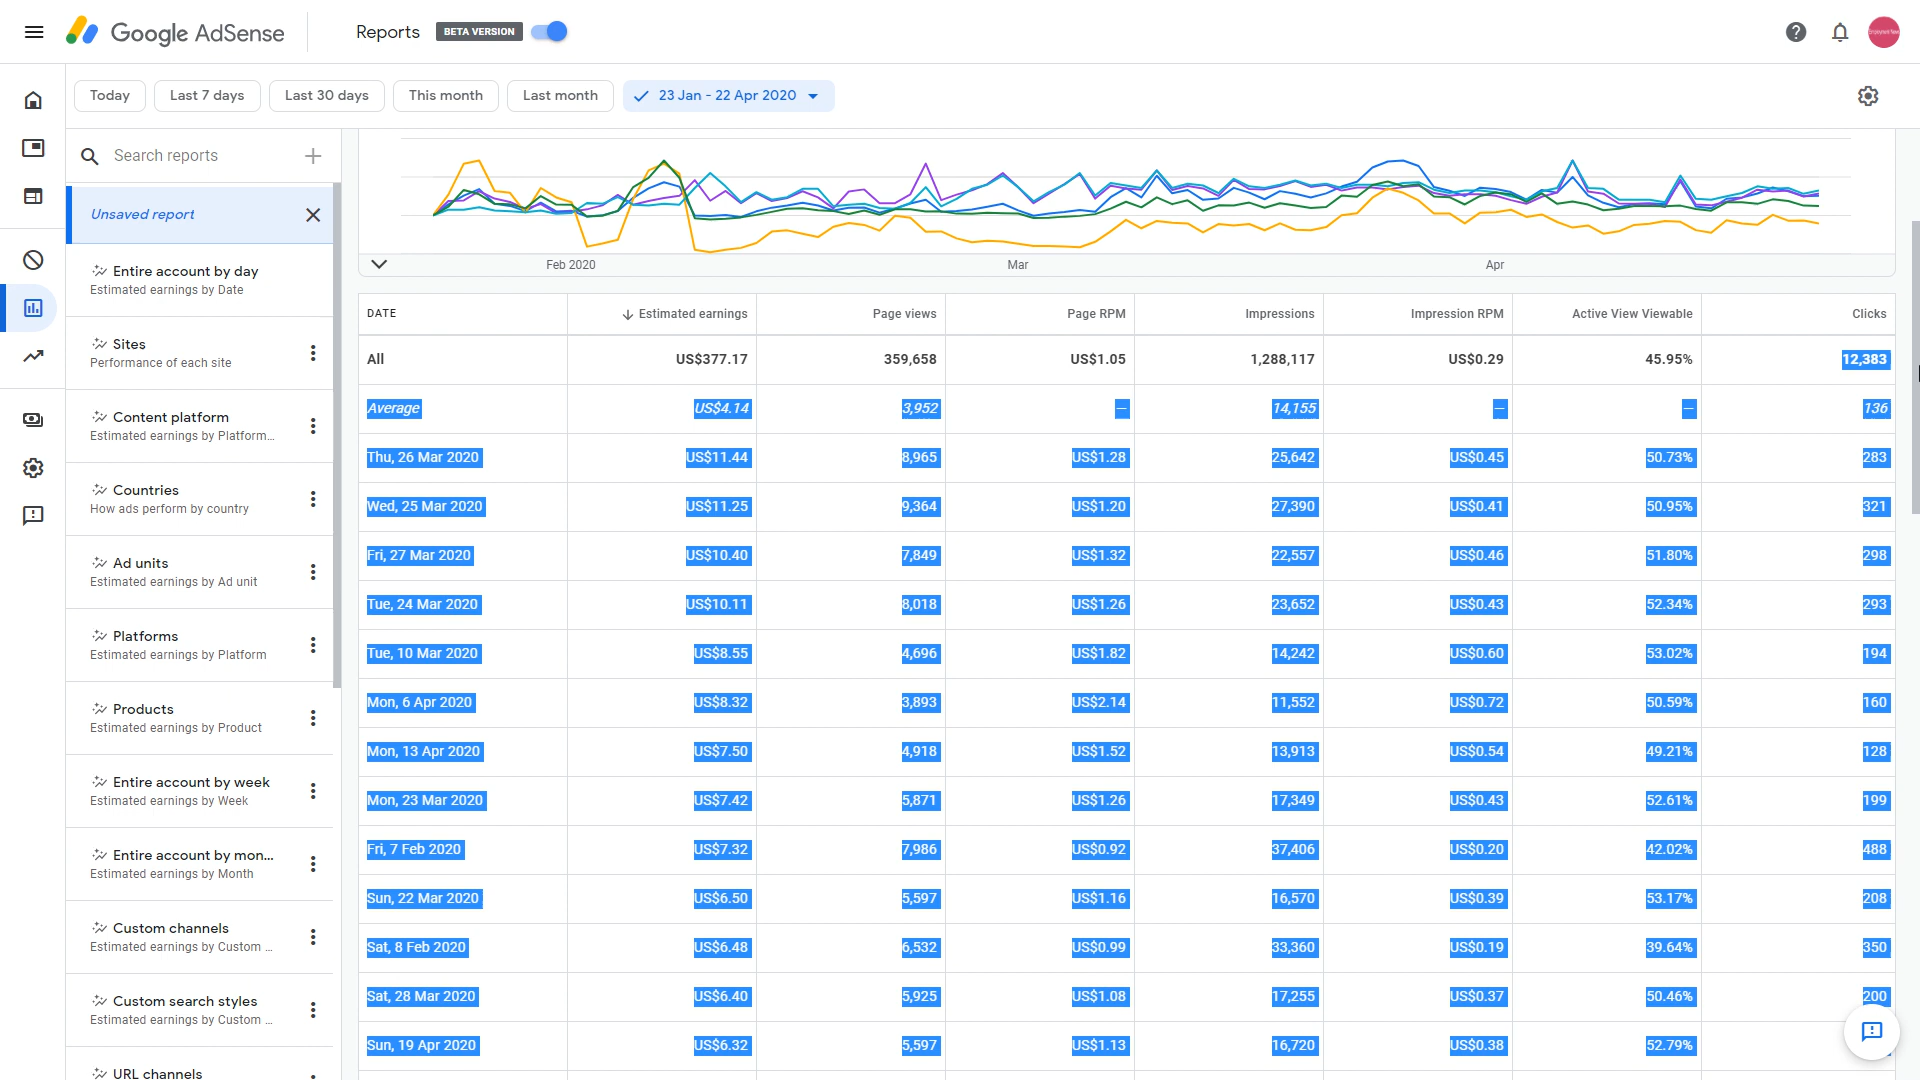 Google AdSense
Reports
BETA VERSION
Today
Last 7 days
Last 30 days
This month
Last month
23 Jan - 22 Apr 2020
Search reports
Unsaved report
Entire account by day
Estimated earnings by Date
Sites
Performance of each site
Content platform
Estimated earnings by Platform...
Countries
How ads perform by country
Ad units
Estimated earnings by Ad unit
Platforms
Estimated earnings by Platform
Products
Estimated earnings by Product
Entire account by week
Estimated earnings by Week
Entire account by mon...
Estimated earnings by Month
Custom channels
Estimated earnings by Custom ...
Custom search styles
Estimated earnings by Custom ...
URL channels
Feb 2020 Mar Apr
DATE Estimated earnings Page views Page RPM Impressions Impression RPM Active View Viewable Clicks
All US$377.17 359,658 US$1.05 1,288,117 US$0.29 45.95% 12,383
Average US$4.14 3,952 — 14,155 — — 136
Thu, 26 Mar 2020 US$11.44 8,965 US$1.28 25,642 US$0.45 50.73% 283
Wed, 25 Mar 2020 US$11.25 9,364 US$1.20 27,390 US$0.41 50.95% 321
Fri, 27 Mar 2020 US$10.40 7,849 US$1.32 22,557 US$0.46 51.80% 298
Tue, 24 Mar 2020 US$10.11 8,018 US$1.26 23,652 US$0.43 52.34% 293
Tue, 10 Mar 2020 US$8.55 4,696 US$1.82 14,242 US$0.60 53.02% 194
Mon, 6 Apr 2020 US$8.32 3,893 US$2.14 11,552 US$0.72 50.59% 160
Mon, 13 Apr 2020 US$7.50 4,918 US$1.52 13,913 US$0.54 49.21% 128
Mon, 23 Mar 2020 US$7.42 5,871 US$1.26 17,349 US$0.43 52.61% 199
Fri, 7 Feb 2020 US$7.32 7,986 US$0.92 37,406 US$0.20 42.02% 488
Sun, 22 Mar 2020 US$6.50 5,597 US$1.16 16,570 US$0.39 53.17% 208
Sat, 8 Feb 2020 US$6.48 6,532 US$0.99 33,360 US$0.19 39.64% 350
Sat, 28 Mar 2020 US$6.40 5,925 US$1.08 17,255 US$0.37 50.46% 200
Sun, 19 Apr 2020 US$6.32 5,597 US$1.13 16,720 US$0.38 52.79%